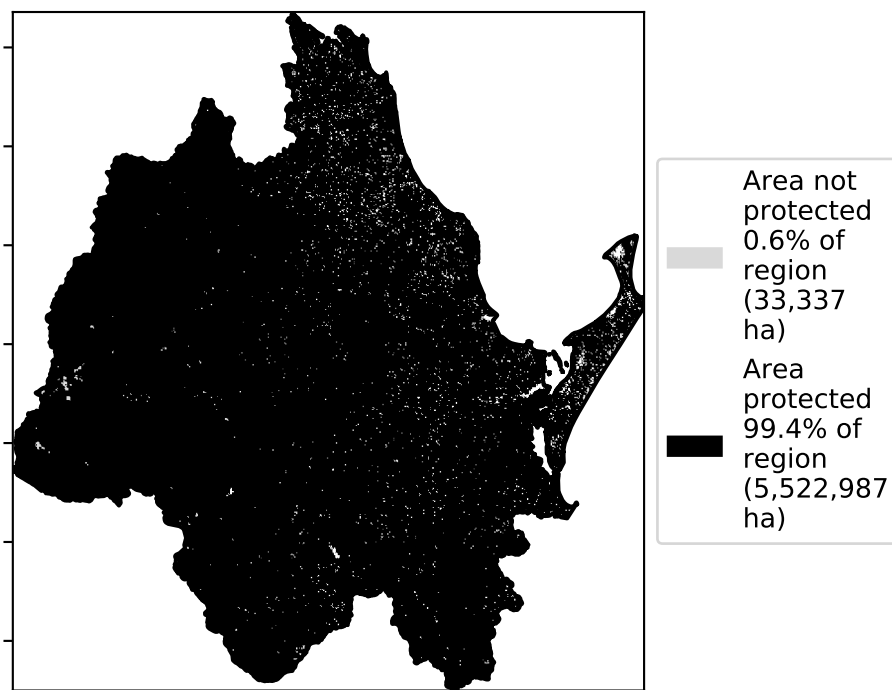 Area not
protected
0.6% of
region
(33,337
ha)
Area
protected
99.4% of
region
(5,522,987
ha)